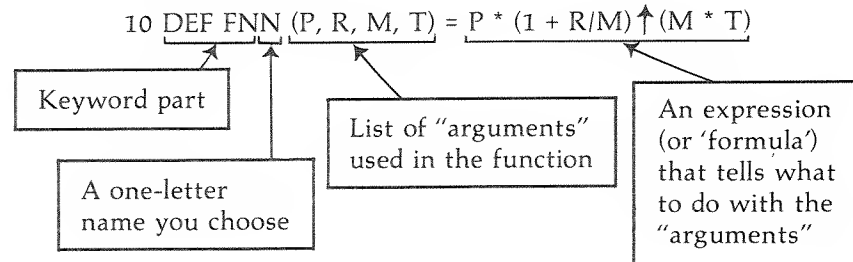 10 DEF FNN (P, R, M, T) = P * (1 + R/M)↑(M * T)
Keyword part
A one-letter
name you choose
List of “arguments”
used in the function
An expression
(or ‘formula’)
that tells what
to do with the
“arguments”